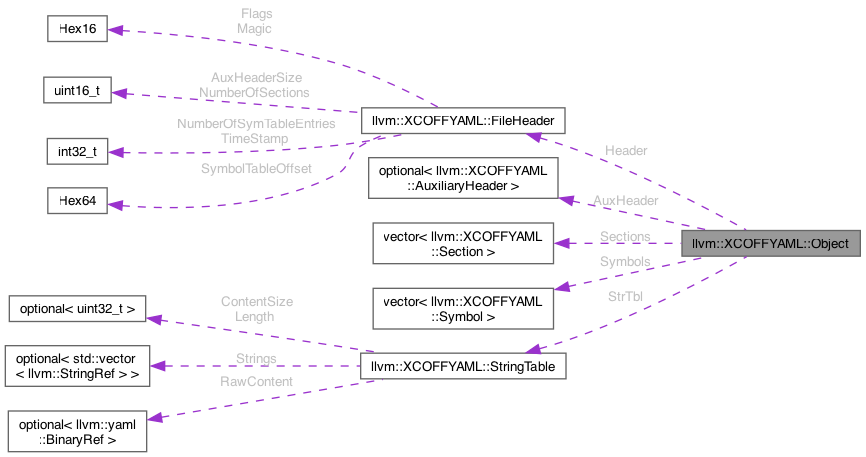 Hex16
Flags
Magic
uint16_t
AuxHeaderSize
NumberOfSections
llvm::XCOFFYAML::FileHeader
NumberOfSymTableEntries
TimeStamp
int32_t
SymbolTableOffset
Hex64
Header
optional< llvm::XCOFFYAML
::AuxiliaryHeader >
AuxHeader
vector< llvm::XCOFFYAML
::Section >
Sections
llvm::XCOFFYAML::Object
Symbols
vector< llvm::XCOFFYAML
::Symbol >
StrTbl
optional< uint32_t >
ContentSize
Length
optional< std::vector
< llvm::StringRef > >
Strings
llvm::XCOFFYAML::StringTable
RawContent
optional< llvm::yaml
::BinaryRef >